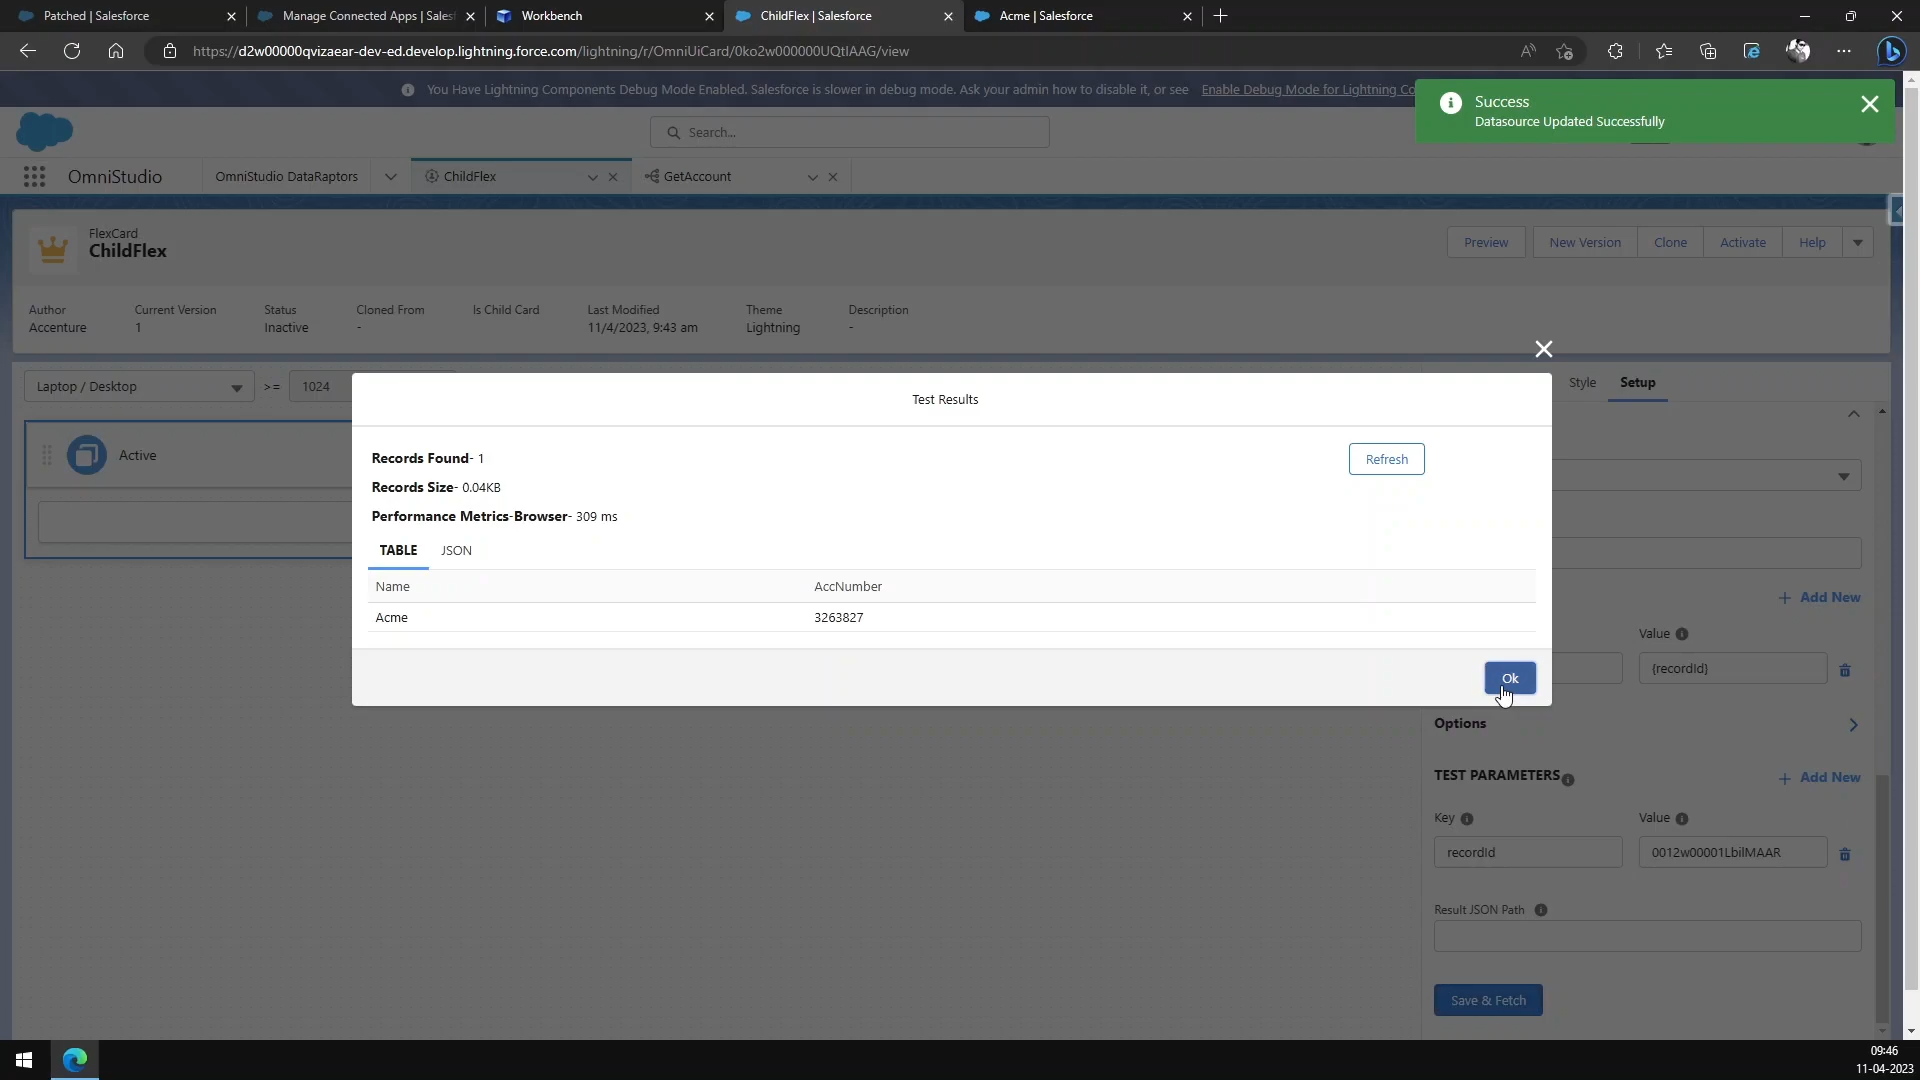 Patched | Salesforce
Manage Connected Apps | Sales
Workbench
ChildFlex | Salesforce
Acme | Salesforce
https://d2w00000qvizaear-dev-ed.develop.lightning.force.com/lightning/r/OmniUiCard/0ko2w000000UQtIAAG/view
You Have Lightning Components Debug Mode Enabled. Salesforce is slower in debug mode. Ask your admin how to disable it, or see Enable Debug Mode for Lightning Co
Success
Datasource Updated Successfully
Search...
OmniStudio
OmniStudio DataRaptors
ChildFlex
GetAccount
FlexCard
ChildFlex
Preview
New Version
Clone
Activate
Help
Author
Current Version
Status
Cloned From
Is Child Card
Last Modified
Theme
Description
Accenture
1
Inactive
-
11/4/2023, 9:43 am
Lightning
-
Laptop / Desktop
>=
1024
Style
Setup
Active
Test Results
Records Found- 1
Refresh
Records Size- 0.04KB
Performance Metrics-Browser- 309 ms
TABLE
JSON
Name
AccNumber
Acme
3263827
Ok
+ Add New
Value
{recordId}
Options
TEST PARAMETERS
+ Add New
Key
Value
recordId
0012w00001LbilMAAR
Result JSON Path
Save & Fetch
09:46
11-04-2023